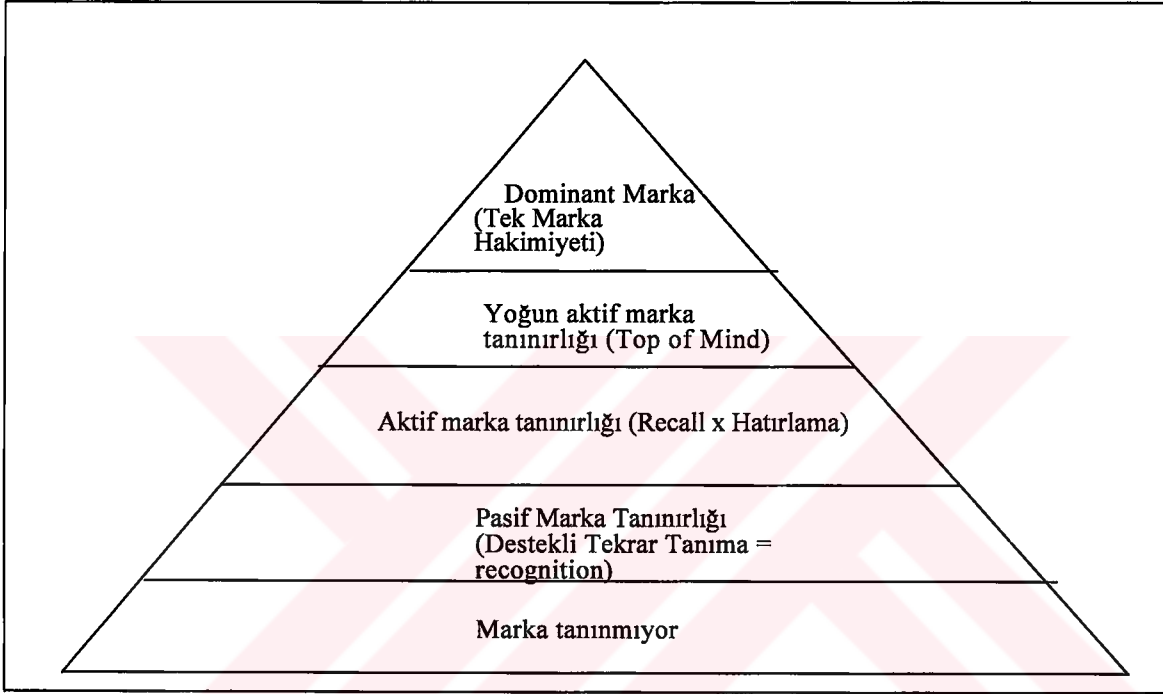 Dominant Marka
(Tek Marka
Hakimiyeti)
Yoğun aktif marka
tanınırlığı (Top of Mind)
Aktif marka tanınırlığı (Recall x Hatırlama)
Pasif Marka Tanınırlığı
(Destekli Tekrar Tanıma =
recognition)
Marka tanınmıyor